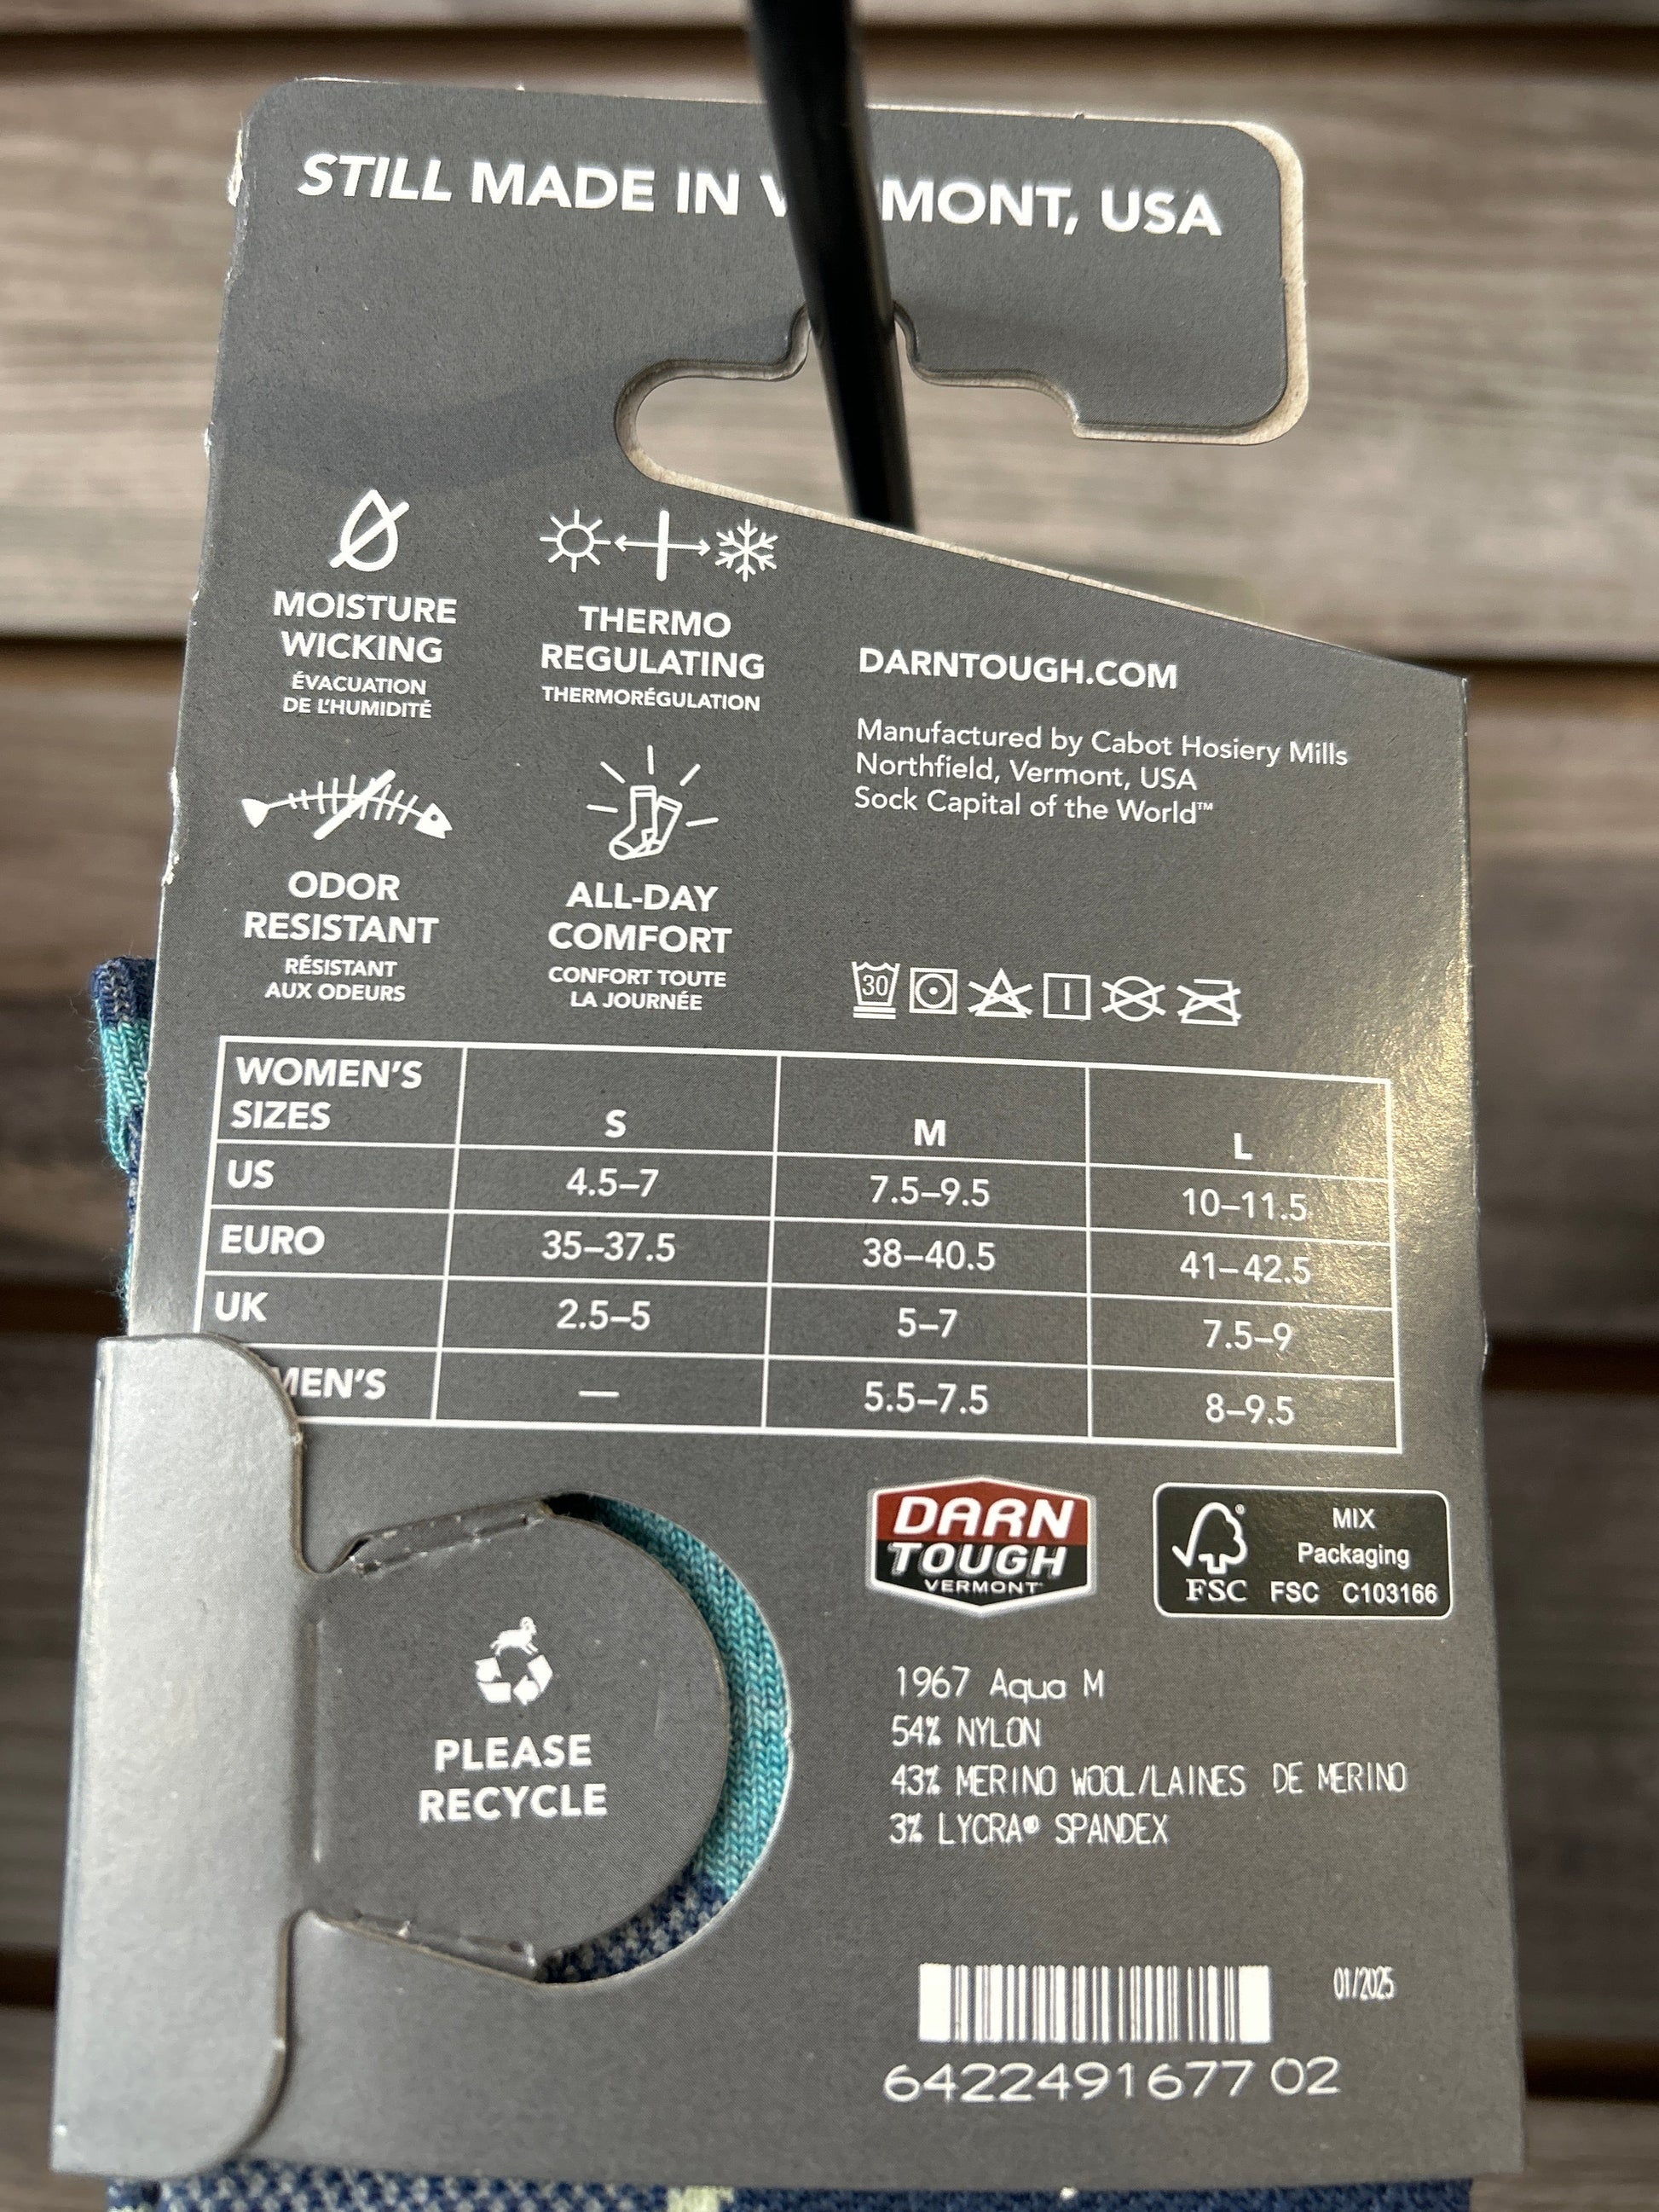 STILL MADE IN V MONT, USA
MOISTURE
WICKING
ÉVACUATION
DE L'HUMIDITÉ
THERMO
REGULATING
THERMORÉGULATION
ODOR
RESISTANT
RÉSISTANT
AUX ODEURS
ALL-DAY
COMFORT
CONFORT TOUTE
LA JOURNÉE
DARNTOUGH.COM
Manufactured by Cabot Hosiery Mills
Northfield, Vermont, USA
Sock Capital of the World™
30
WOMEN'S
SIZES S M L
US 4.5–7 7.5–9.5 10–11.5
EURO 35–37.5 38–40.5 41–42.5
UK 2.5–5 5–7 7.5–9
MEN'S — 5.5–7.5 8–9.5
DARN
TOUGH
VERMONT
FSC®
MIX
Packaging
FSC C103166
PLEASE
RECYCLE
1967 Aqua M
54% NYLON
43% MERINO WOOL/LAINES DE MERINO
3% LYCRA® SPANDEX
01/2025
6422491677 02